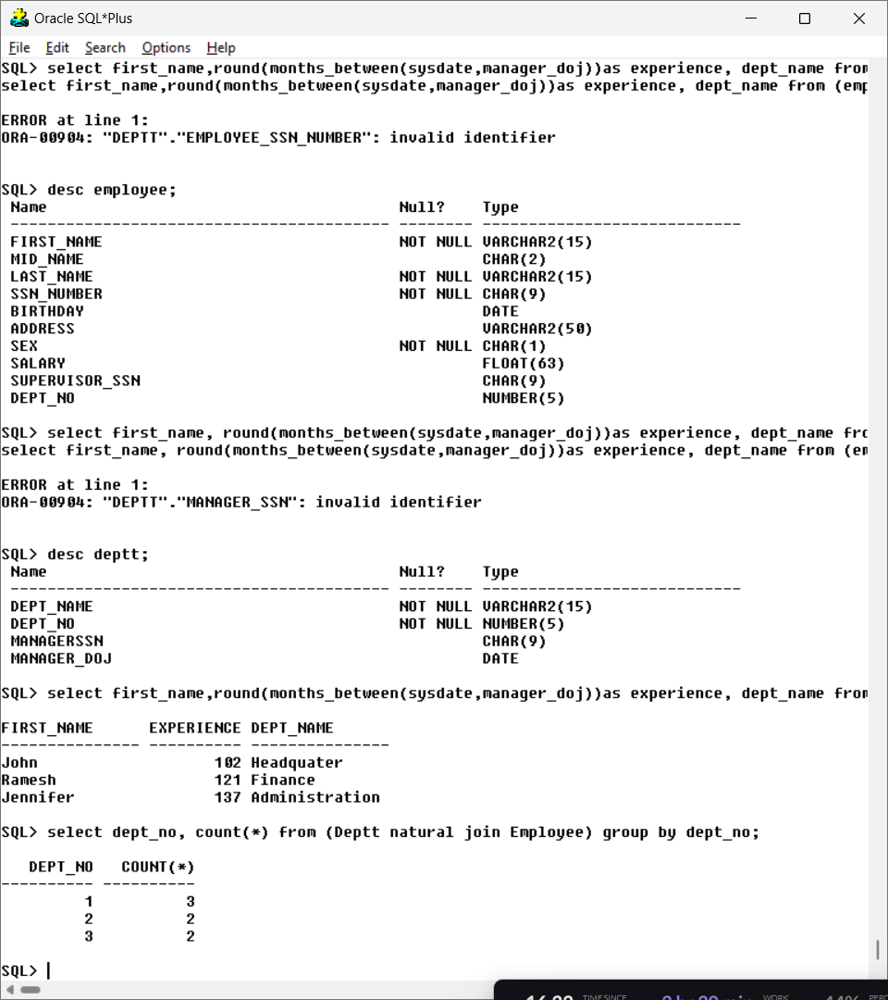 Oracle SQL*Plus
File Edit Search Options Help
SQL> select first_name,round(months_between(sysdate,manager_doj))as experience, dept_name from
select first_name,round(months_between(sysdate,manager_doj))as experience, dept_name from (emp
ERROR at line 1:
ORA-00904: "DEPTT"."EMPLOYEE_SSN_NUMBER": invalid identifier
SQL> desc employee;
Name Null? Type
----------------------------------------- -------- ----------------------------
FIRST_NAME NOT NULL VARCHAR2(15)
MID_NAME CHAR(2)
LAST_NAME NOT NULL VARCHAR2(15)
SSN_NUMBER NOT NULL CHAR(9)
BIRTHDAY DATE
ADDRESS VARCHAR2(50)
SEX NOT NULL CHAR(1)
SALARY FLOAT(63)
SUPERVISOR_SSN CHAR(9)
DEPT_NO NUMBER(5)
SQL> select first_name, round(months_between(sysdate,manager_doj))as experience, dept_name fro
select first_name, round(months_between(sysdate,manager_doj))as experience, dept_name from (em
ERROR at line 1:
ORA-00904: "DEPTT"."MANAGER_SSN": invalid identifier
SQL> desc deptt;
Name Null? Type
----------------------------------------- -------- ----------------------------
DEPT_NAME NOT NULL VARCHAR2(15)
DEPT_NO NOT NULL NUMBER(5)
MANAGERSSN CHAR(9)
MANAGER_DOJ DATE
SQL> select first_name,round(months_between(sysdate,manager_doj))as experience, dept_name from
FIRST_NAME EXPERIENCE DEPT_NAME
--------------- ---------- ---------------
John 102 Headquater
Ramesh 121 Finance
Jennifer 137 Administration
SQL> select dept_no, count(*) from (Deptt natural join Employee) group by dept_no;
DEPT_NO COUNT(*)
---------- ----------
1 3
2 2
3 2
SQL>
TIME SINCE WORK